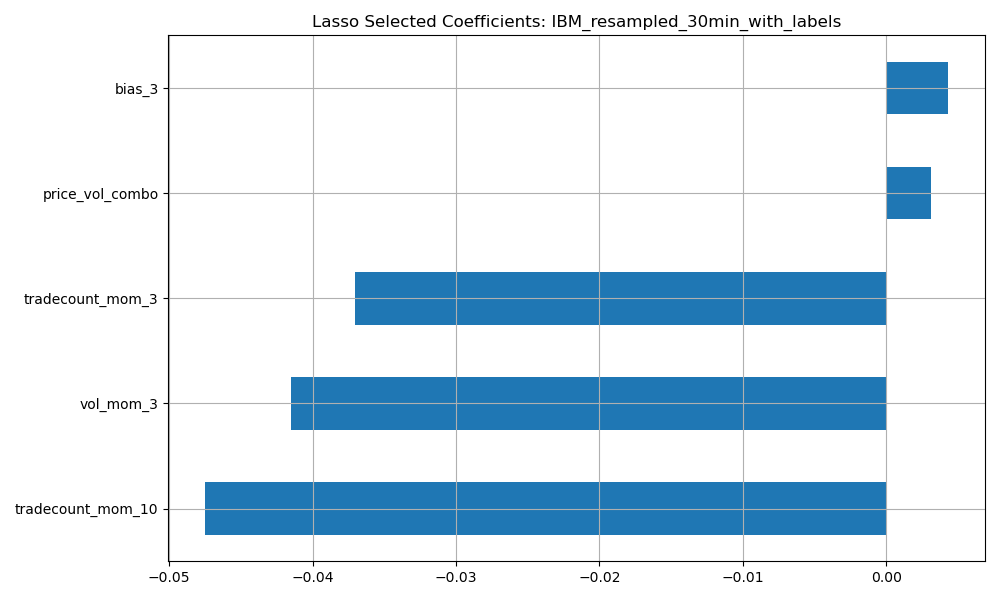 Lasso Selected Coefficients: IBM_resampled_30min_with_labels
bias_3
price_vol_combo
tradecount_mom_3
vol_mom_3
tradecount_mom_10
−0.05 −0.04 −0.03 −0.02 −0.01 0.00